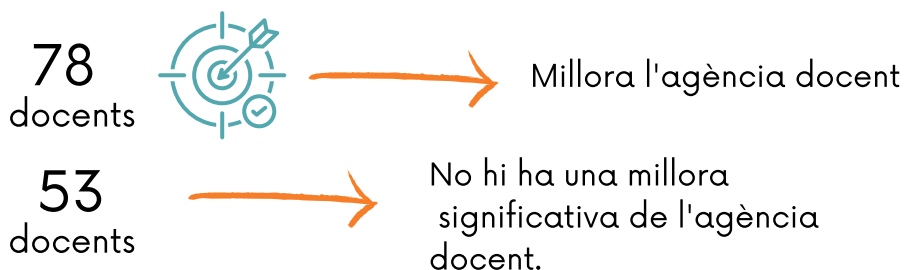 78
docents
Millora l'agència docent
53
docents
No hi ha una millora
significativa de l'agència
docent.